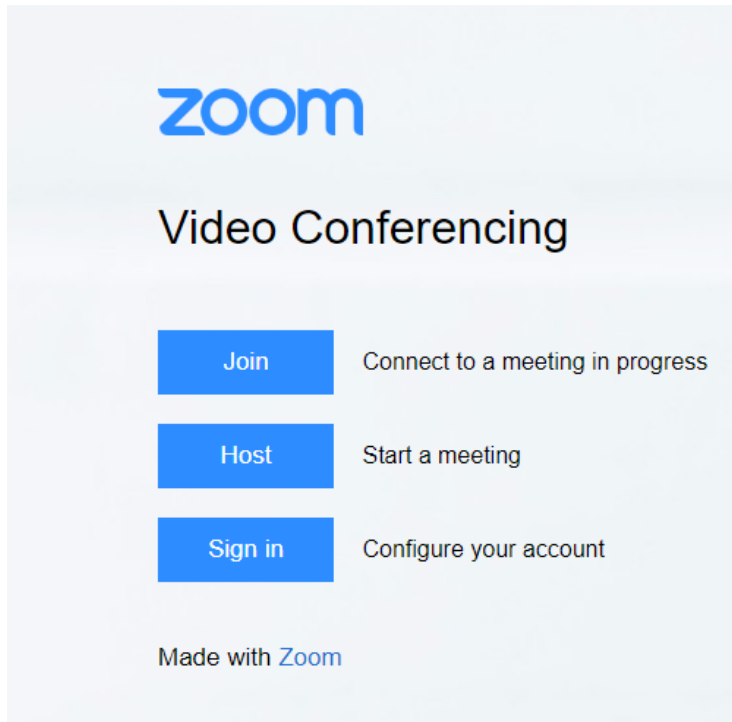 zoom
Video Conferencing
Join Connect to a meeting in progress
Host Start a meeting
Sign in Configure your account
Made with Zoom